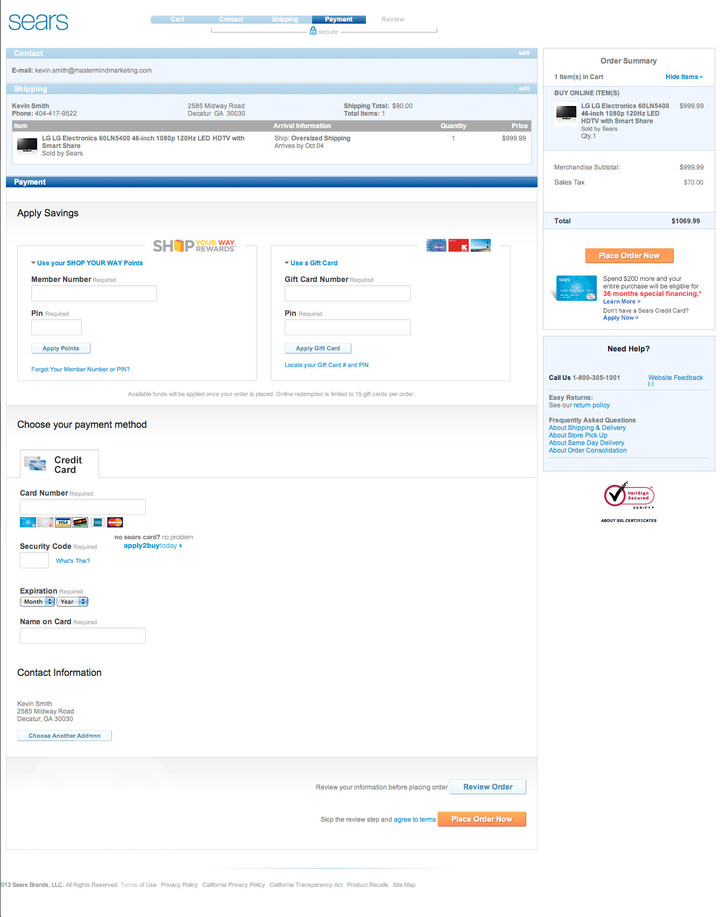 sears
Cart Contact Shipping Payment Review
secure
Contact edit
E-mail: kevin.smith@mastermindmarketing.com
Shipping edit
Kevin Smith 2585 Midway Road Shipping Total: $90.00
Phone: 404-417-9522 Decatur GA 30030 Total Items: 1
Item Arrival Information Quantity Price
LG LG Electronics 60LN5400 46-inch 1080p 120Hz LED HDTV with Ship: Oversized Shipping 1 $999.99
Smart Share Arrives by Oct 04
Sold by Sears
Payment
Apply Savings
SHOP YOUR WAY REWARDS
Use your SHOP YOUR WAY Points
Member Number Required
Pin Required
Apply Points
Forgot Your Member Number or PIN?
Use a Gift Card
Gift Card Number Required
Pin Required
Apply Gift Card
Locate your Gift Card # and PIN.
Available funds will be applied once your order is placed. Online redemption is limited to 15 gift cards per order.
Choose your payment method
Credit
Card
Card Number Required
VISA
no sears card? no problem
apply2buytoday
Security Code Required
What's This?
Expiration Required
Month Year
Name on Card Required
Contact Information
Kevin Smith
2585 Midway Road
Decatur, GA 30030
Choose Another Address
Review your information before placing order Review Order
Skip the review step and agree to terms Place Order Now
Order Summary
1 Item(s) In Cart Hide Items
BUY ONLINE ITEM(S)
LG LG Electronics 60LN5400 $999.99
46-inch 1080p 120Hz LED
HDTV with Smart Share
Sold by Sears
Qty.1
Merchandise Subtotal: $999.99
Sales Tax $70.00
Total $1069.99
Place Order Now
Spend $200 more and your
entire purchase will be eligible for
36 months special financing.*
Learn More >
Don't have a Sears Credit Card?
Apply Now >
Need Help?
Call Us 1-800-305-1001 Website Feedback
[-]
Easy Returns:
See our return policy
Frequently Asked Questions
About Shipping & Delivery
About Store Pick Up
About Same Day Delivery
About Order Consolidation
VeriSign
Secured
VERIFY
ABOUT SSL CERTIFICATES
013 Sears Brands, LLC. All Rights Reserved Terms of Use Privacy Policy California Privacy Policy California Transparency Act Product Recalls Site Map